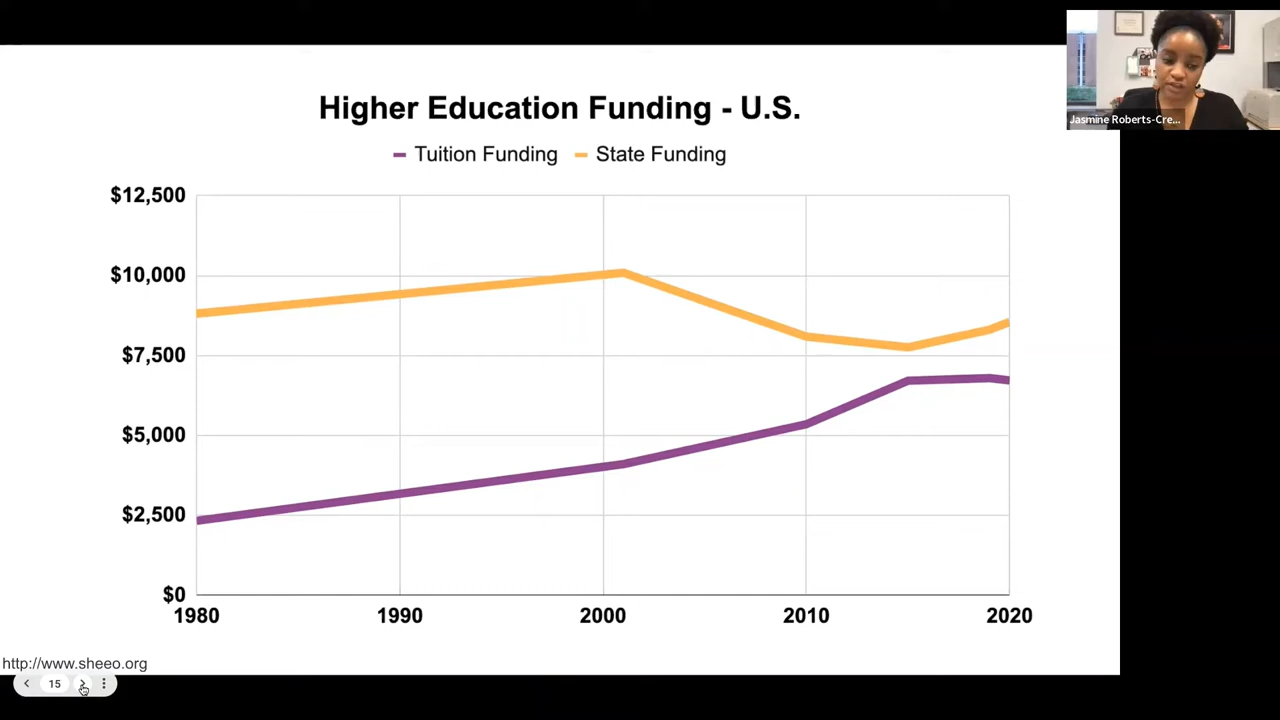 Higher Education Funding - U.S.
Tuition Funding State Funding
$12,500
$10,000
$7,500
$5,000
$2,500
$0
1980 1990 2000 2010 2020
http://www.sheeo.org
15
Jasmine Roberts-Cre...